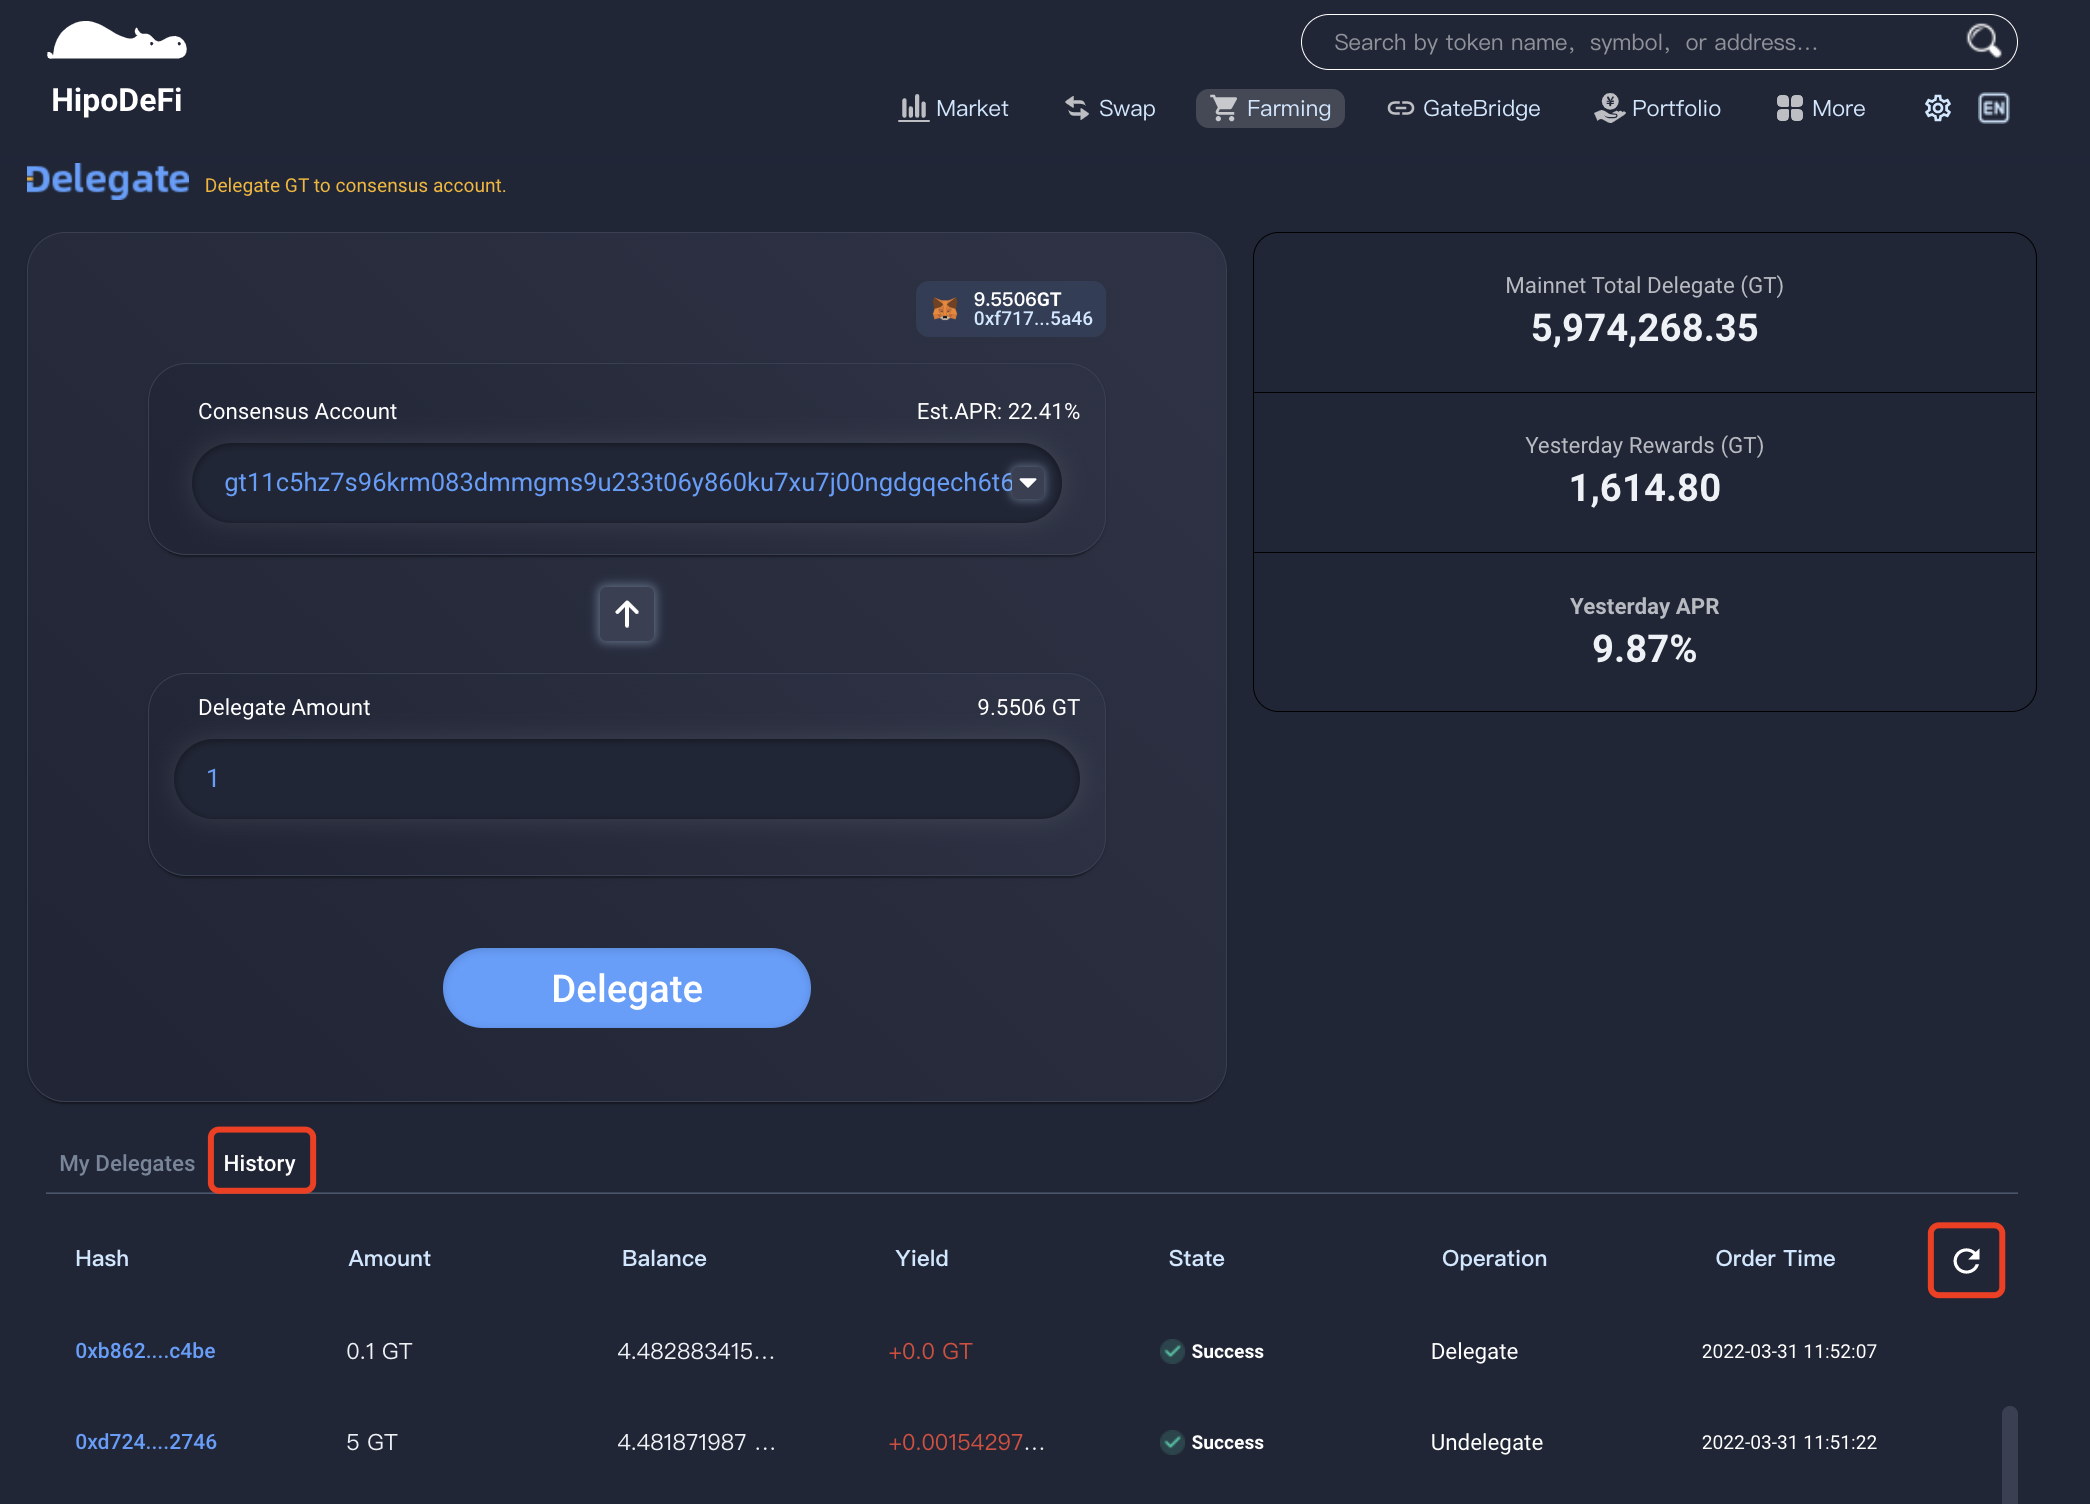 HipoDeFi
Search by token name, symbol, or address...
Market
Swap
Farming
GateBridge
Portfolio
More
EN
Delegate
Delegate GT to consensus account.
9.5506GT
0xf717...5a46
Consensus Account
Est.APR: 22.41%
gt11c5hz7s96krm083dmmgms9u233t06y860ku7xu7j00ngdgqech6t6
Delegate Amount
9.5506 GT
1
Delegate
Mainnet Total Delegate (GT)
5,974,268.35
Yesterday Rewards (GT)
1,614.80
Yesterday APR
9.87%
My Delegates
History
Hash
Amount
Balance
Yield
State
Operation
Order Time
0xb862....c4be
0.1 GT
4.482883415...
+0.0 GT
Success
Delegate
2022-03-31 11:52:07
0xd724....2746
5 GT
4.481871987 ...
+0.00154297...
Success
Undelegate
2022-03-31 11:51:22